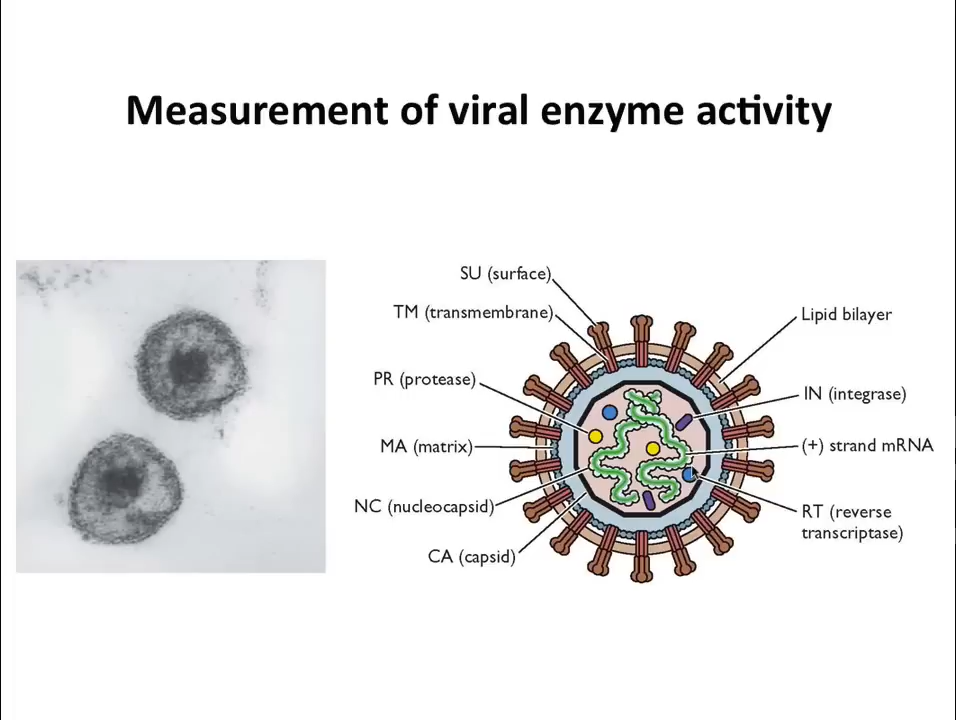 Measurement of viral enzyme activity
SU (surface)
TM (transmembrane)
PR (protease)
MA (matrix)
NC (nucleocapsid)
CA (capsid)
Lipid bilayer
IN (integrase)
(+) strand mRNA
RT (reverse
transcriptase)